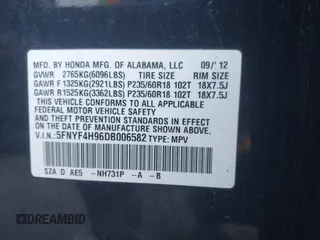 MFD. BY HONDA MFG. OF ALABAMA, LLC 09/'12
GVWR 2765KG(6096LBS) TIRE SIZE RIM SIZE
GAWR F 1325KG(2921LBS) P235/60R18 102T 18X7.5J
GAWR R 1525KG(3362LBS) P235/60R18 102T 18X7.5J
THIS VEHICLE CONFORMS TO ALL APPLICABLE
FEDERAL MOTOR VEHICLE SAFETY AND BUMPER
AND THEFT PREVENTION STANDARDS IN EFFECT
ON THE DATE OF MANUFACTURE SHOWN
ABOVE.
V.I.N.: 5FNYF4H96DB006582 TYPE: MPV
SZA D AE5 -NH731P -A -B
© DREAMBID